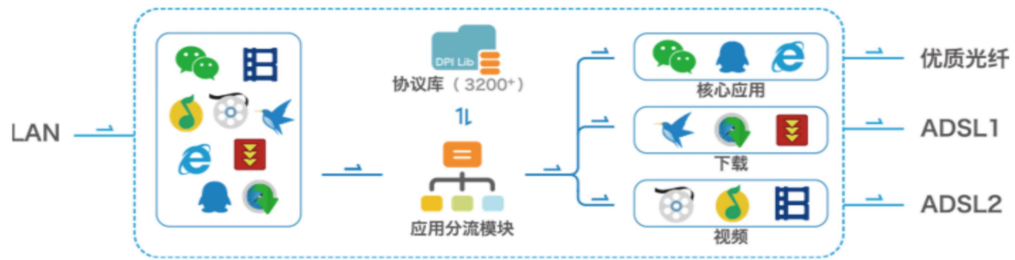 LAN
DPI Lib
协议库（3200+）
应用分流模块
核心应用
下载
视频
优质光纤
ADSL1
ADSL2